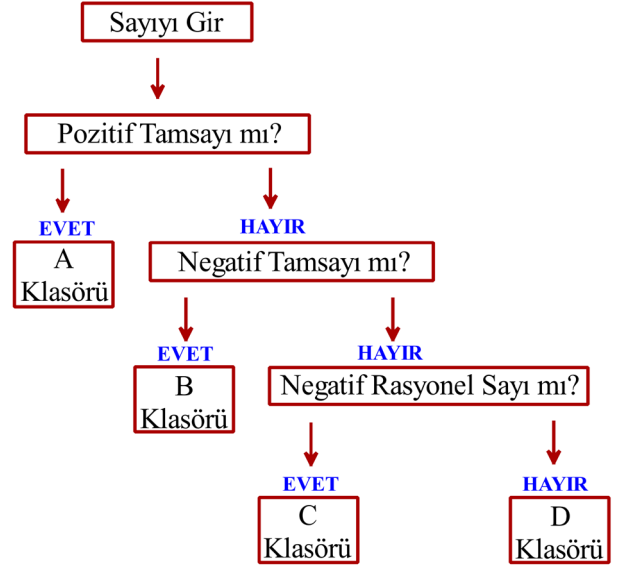 Sayıyı Gir
Pozitif Tamsayı mı?
EVET
HAYIR
A
Klasörü
Negatif Tamsayı mı?
EVET
HAYIR
B
Klasörü
Negatif Rasyonel Sayı mı?
EVET
HAYIR
C
Klasörü
D
Klasörü